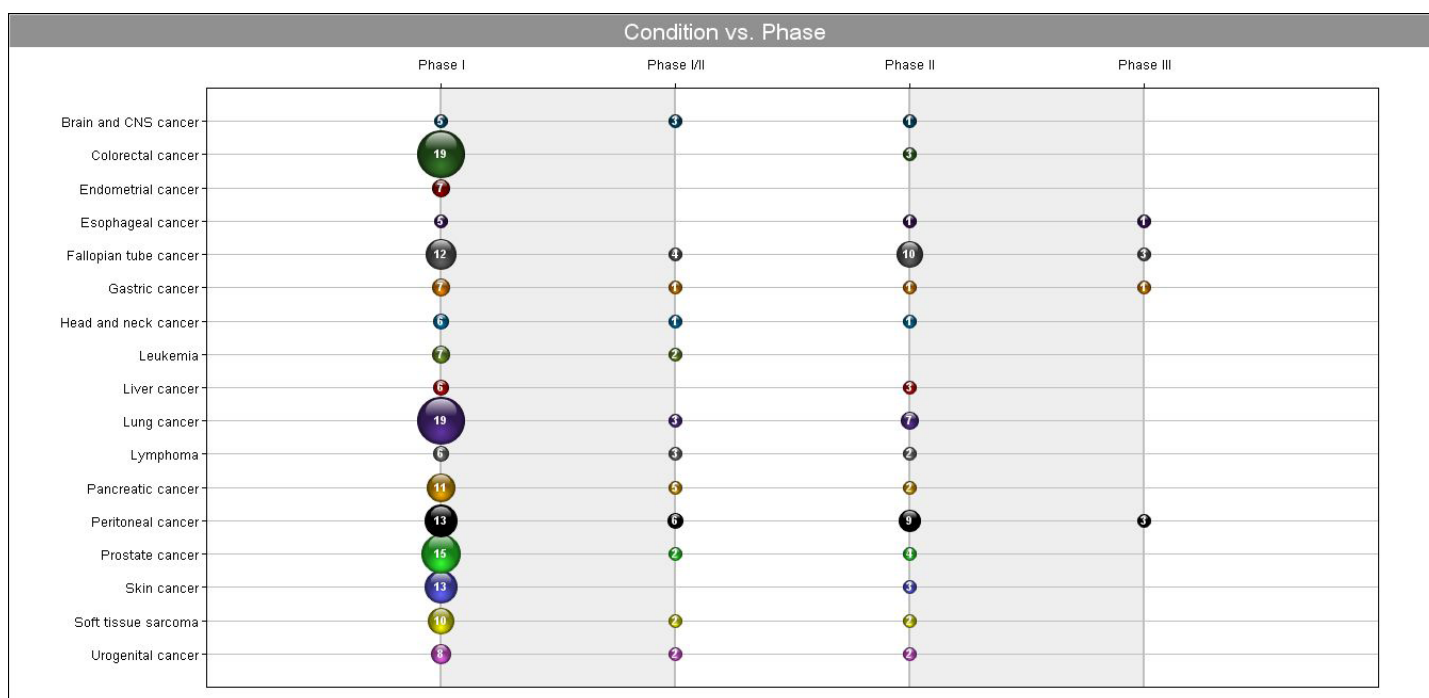 Condition vs. Phase
Phase I Phase I/II Phase II Phase III
Brain and CNS cancer 5 3 1
Colorectal cancer 19 3
Endometrial cancer 7
Esophageal cancer 5 1 1
Fallopian tube cancer 12 4 10 3
Gastric cancer 7 1 1 1
Head and neck cancer 6 1 1
Leukemia 7 2
Liver cancer 6 3
Lung cancer 19 3 7
Lymphoma 6 3 2
Pancreatic cancer 11 5 2
Peritoneal cancer 13 6 9 3
Prostate cancer 15 2 4
Skin cancer 13 3
Soft tissue sarcoma 10 2 2
Urogenital cancer 8 2 2